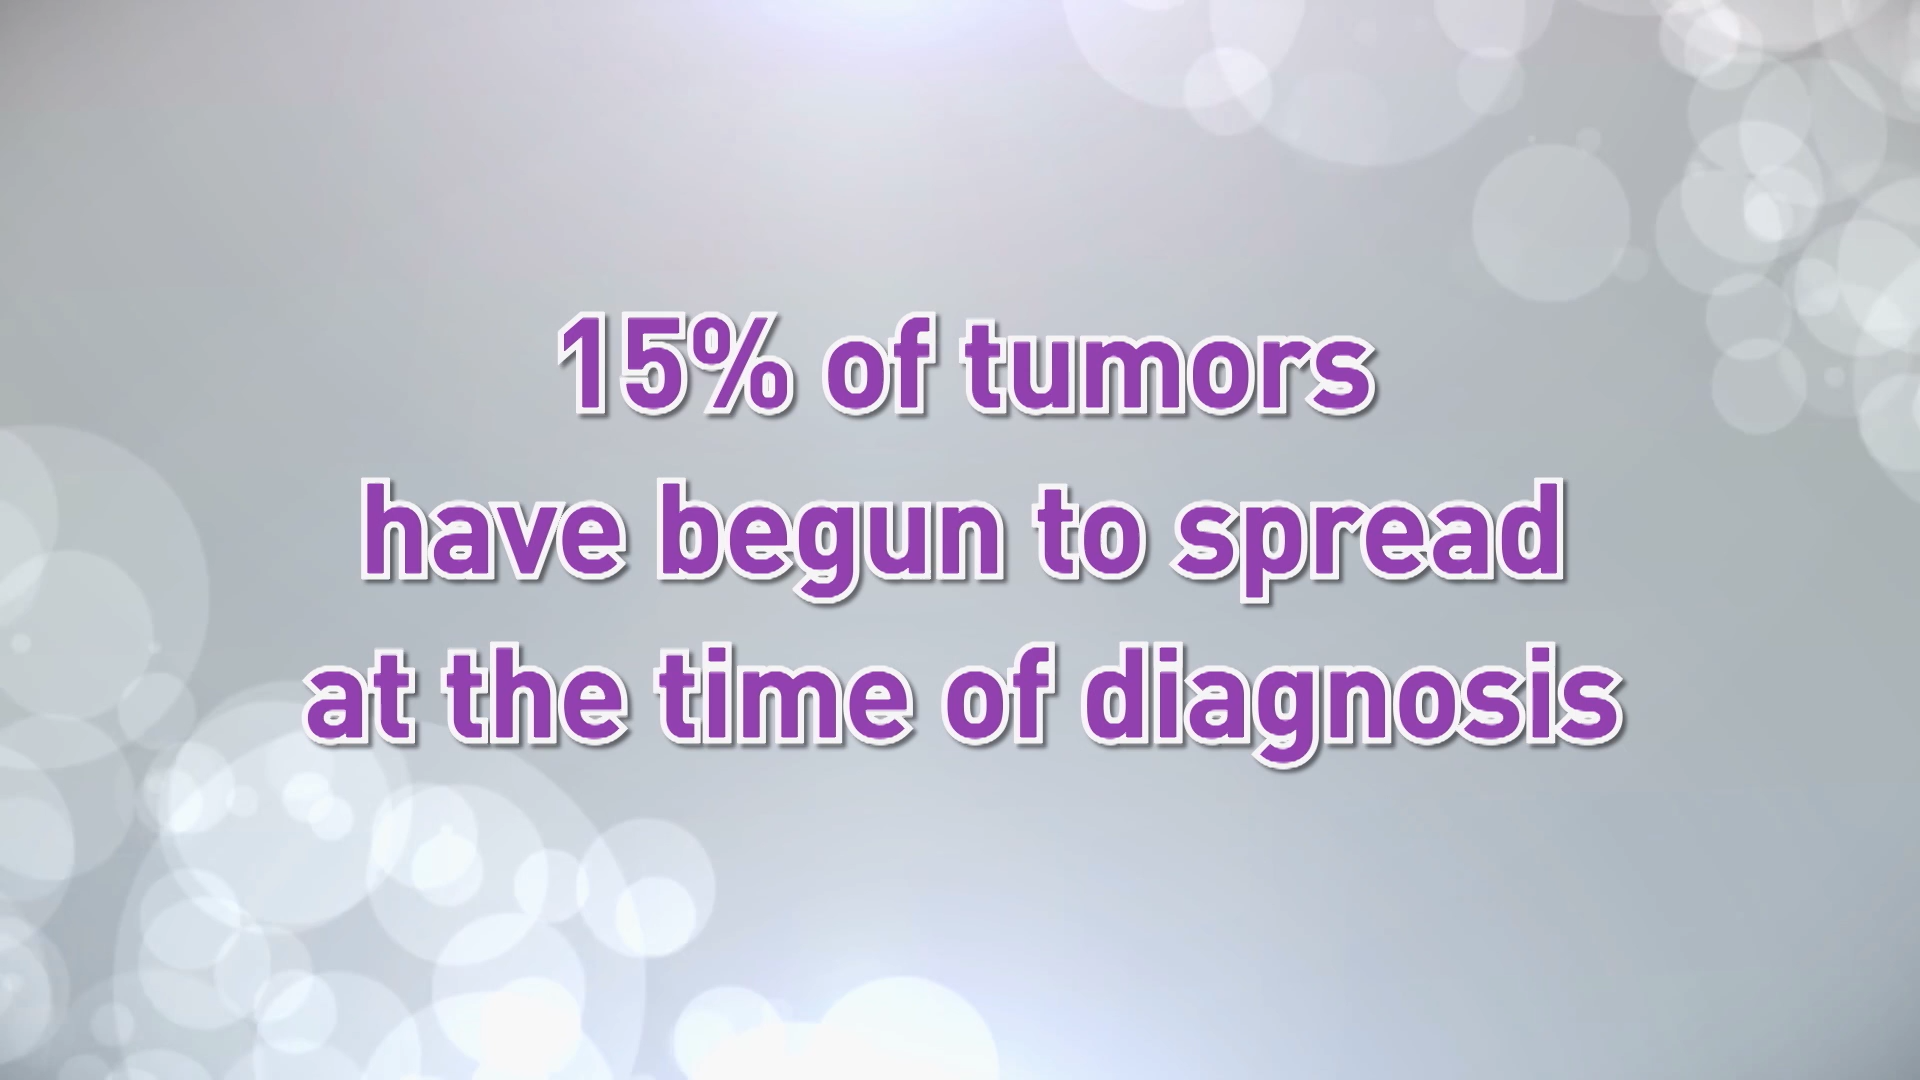 15% of tumors
have begun to spread
at the time of diagnosis